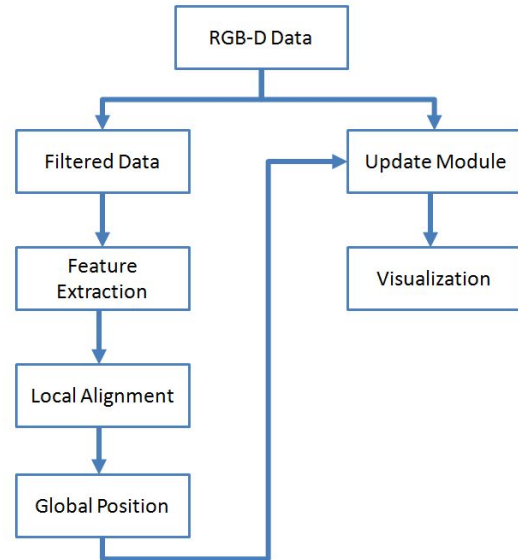 RGB-D Data
Filtered Data
Update Module
Feature
Extraction
Visualization
Local Alignment
Global Position